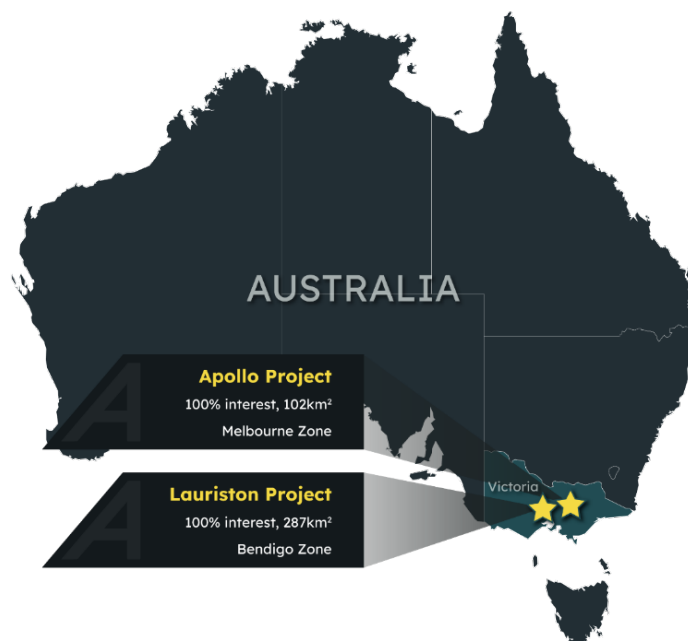 AUSTRALIA
Apollo Project
100% interest, 102km²
Melbourne Zone
Lauriston Project
100% interest, 287km²
Bendigo Zone
Victoria